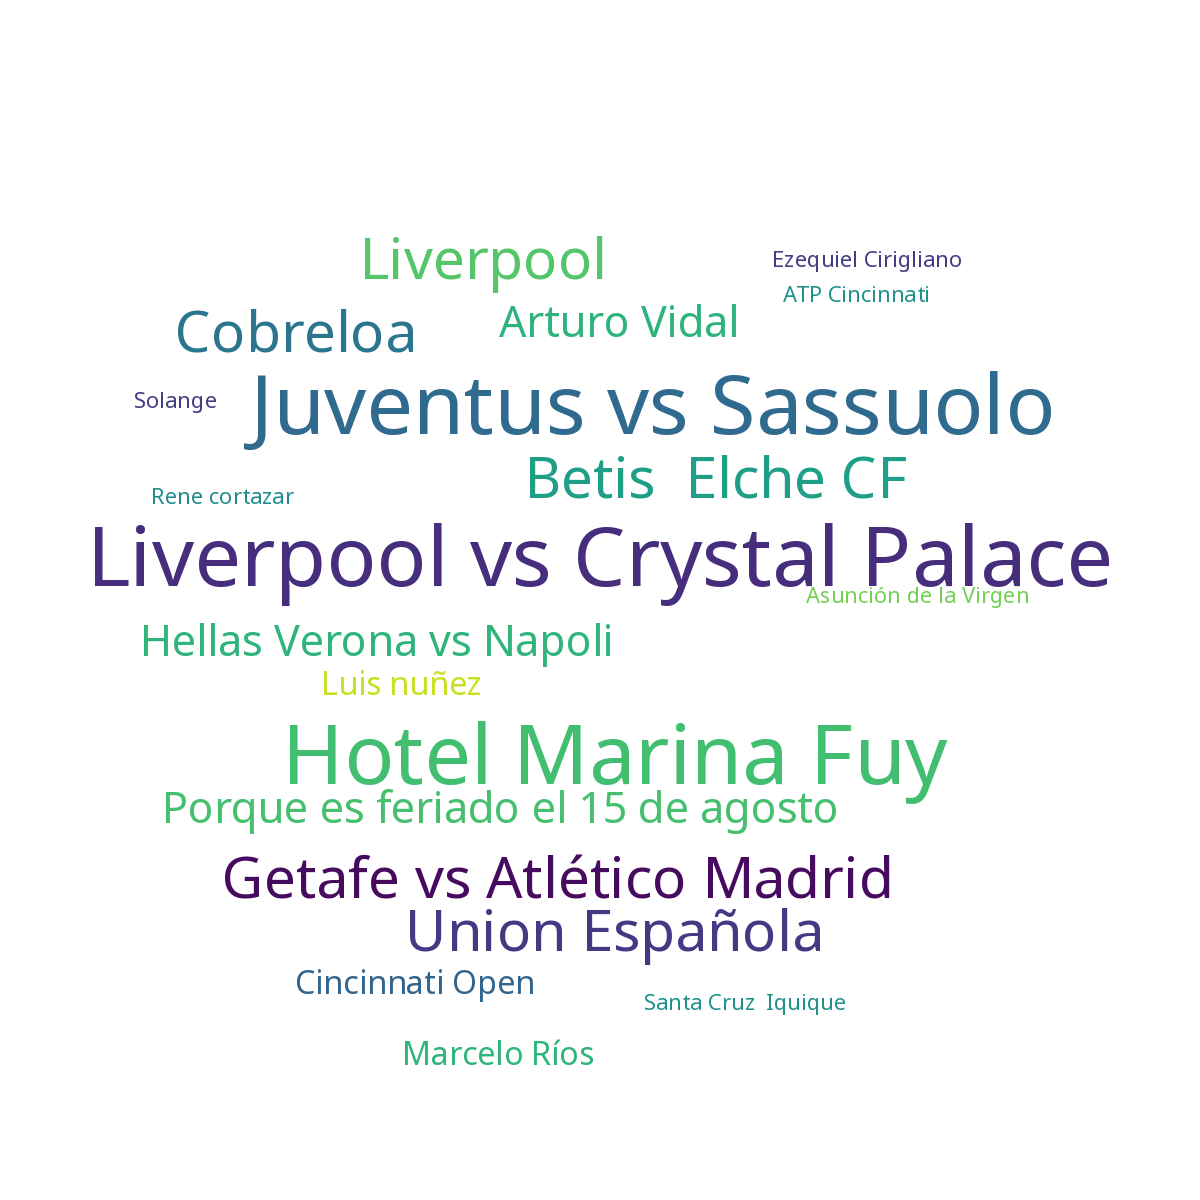 Liverpool
Ezequiel Cirigliano
ATP Cincinnati
Cobreloa
Arturo Vidal
Solange
Juventus vs Sassuolo
Betis  Elche CF
Rene cortazar
Liverpool vs Crystal Palace
Asunción de la Virgen
Hellas Verona vs Napoli
Luis nuñez
Hotel Marina Fuy
Porque es feriado el 15 de agosto
Getafe vs Atlético Madrid
Union Española
Cincinnati Open
Santa Cruz  Iquique
Marcelo Ríos